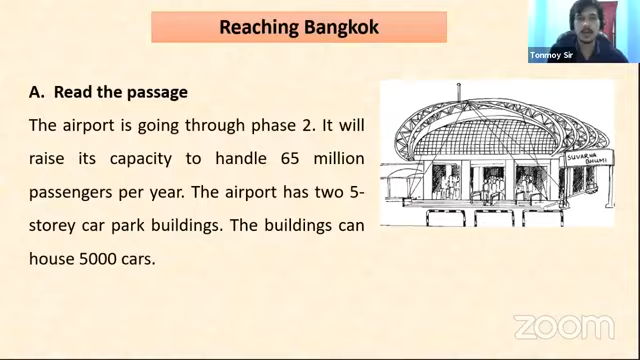 Reaching Bangkok
Tonmoy Sir
A. Read the passage
The airport is going through phase 2. It will
raise its capacity to handle 65 million
passengers per year. The airport has two 5-
storey car park buildings. The buildings can
house 5000 cars.
SUVARNA
BHUMI
zoom